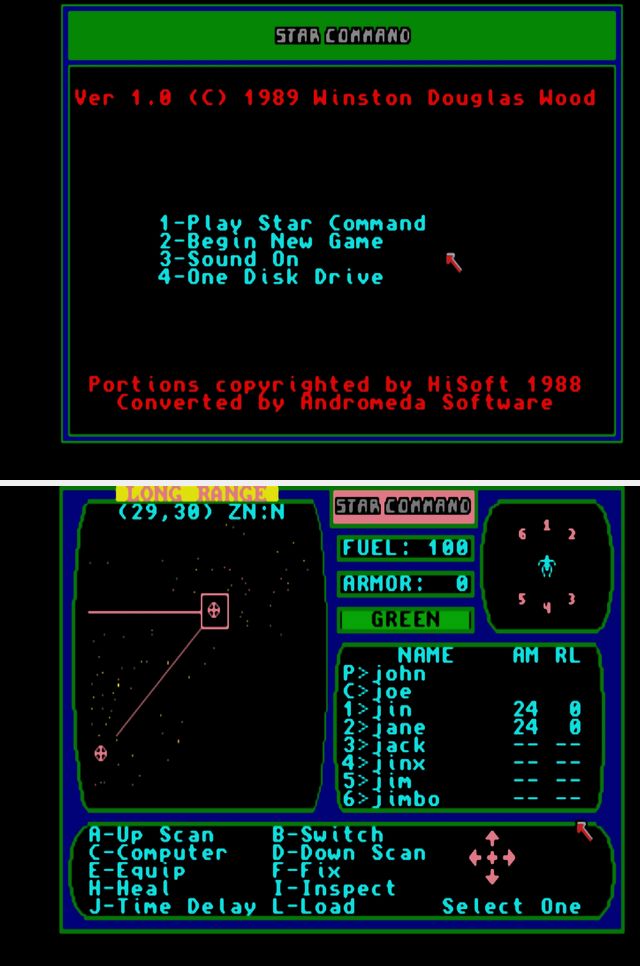 STAR COMMAND
Ver 1.0 (C) 1989 Winston Douglas Wood
1-Play Star Command
2-Begin New Game
3-Sound On
4-One Disk Drive
Portions copyrighted by HiSoft 1988
Converted by Andromeda Software
LONG RANGE
(29,30) ZN:N
STAR COMMAND
FUEL: 100
ARMOR: 0
GREEN
1
6 2
5 3
4
NAME AM RL
P>john
C>joe
1>jin 24 0
2>jane 24 0
3>jack -- --
4>jinx -- --
5>jim -- --
6>jimbo -- --
A-Up Scan B-Switch
C-Computer D-Down Scan
E-Equip F-Fix
H-Heal I-Inspect
J-Time Delay L-Load Select One